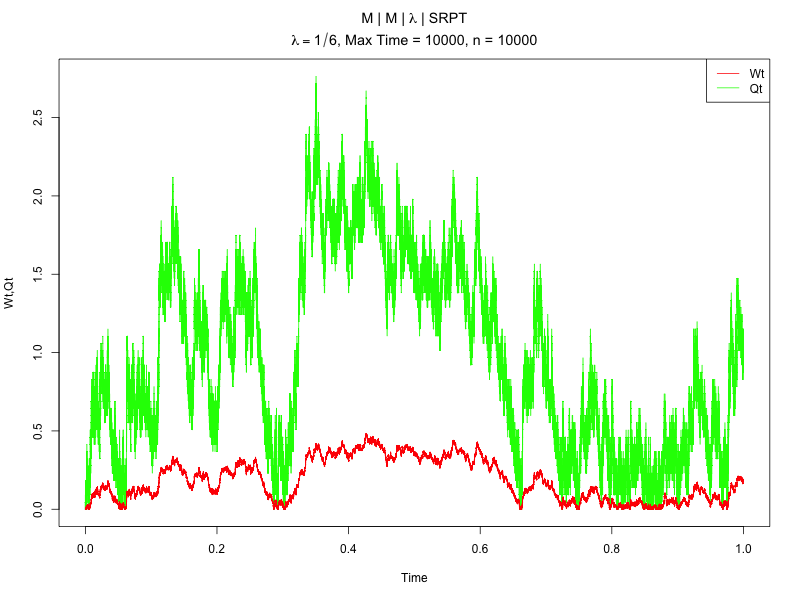 M | M | λ | SRPT
λ = 1/6, Max Time = 10000, n = 10000
Wt
Qt
Wt,Qt
2.5
2.0
1.5
1.0
0.5
0.0
0.0 0.2 0.4 0.6 0.8 1.0
Time